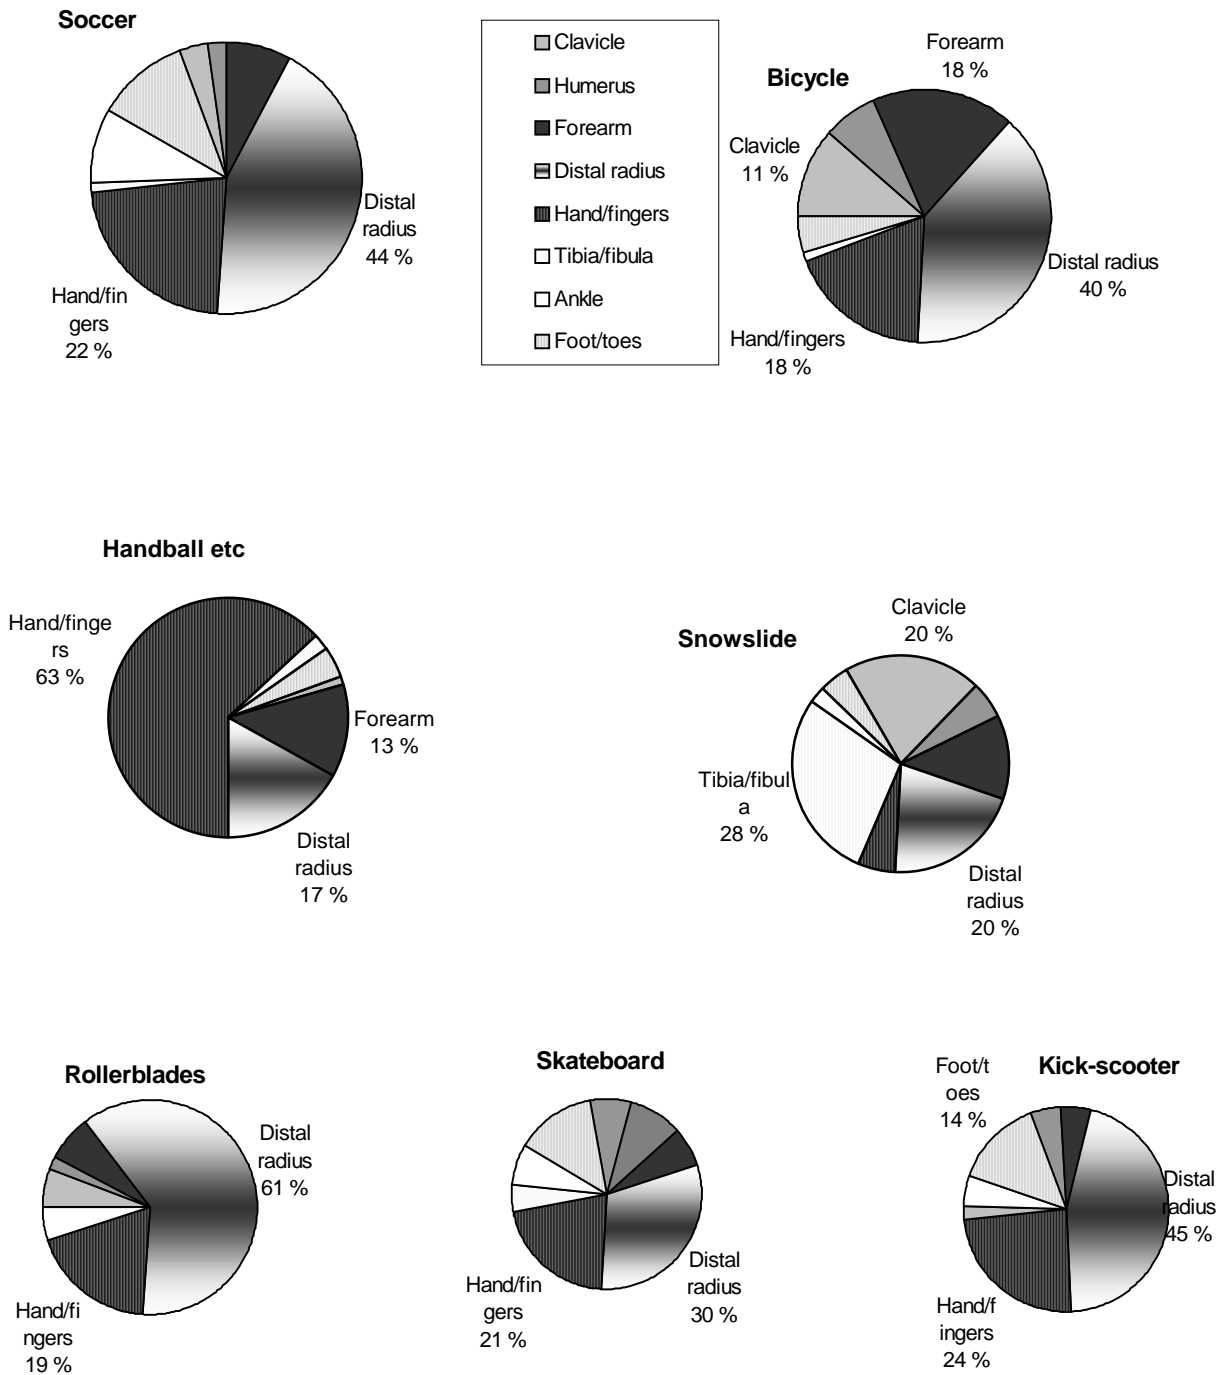 Soccer
Distal
radius
44 %
Hand/fin
gers
22 %
Clavicle
Humerus
Forearm
Distal radius
Hand/fingers
Tibia/fibula
Ankle
Foot/toes
Bicycle
Forearm
18 %
Clavicle
11 %
Distal radius
40 %
Hand/fingers
18 %
Handball etc
Hand/finge
rs
63 %
Forearm
13 %
Distal
radius
17 %
Snowslide
Clavicle
20 %
Tibia/fibul
a
28 %
Distal
radius
20 %
Rollerblades
Distal
radius
61 %
Hand/fi
ngers
19 %
Skateboard
Distal
radius
30 %
Hand/fin
gers
21 %
Kick-scooter
Foot/t
oes
14 %
Distal
radius
45 %
Hand/f
ingers
24 %